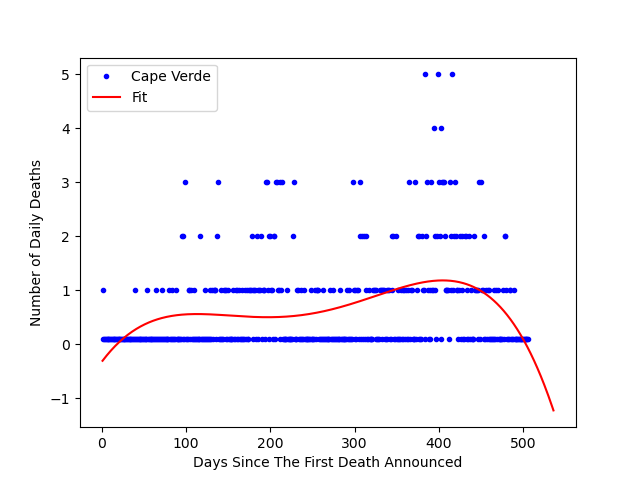 Cape Verde
Fit
5
4
3
2
1
0
−1
Number of Daily Deaths
0 100 200 300 400 500
Days Since The First Death Announced